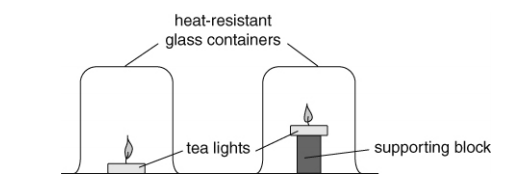 heat-resistant
glass containers
tea lights
supporting block